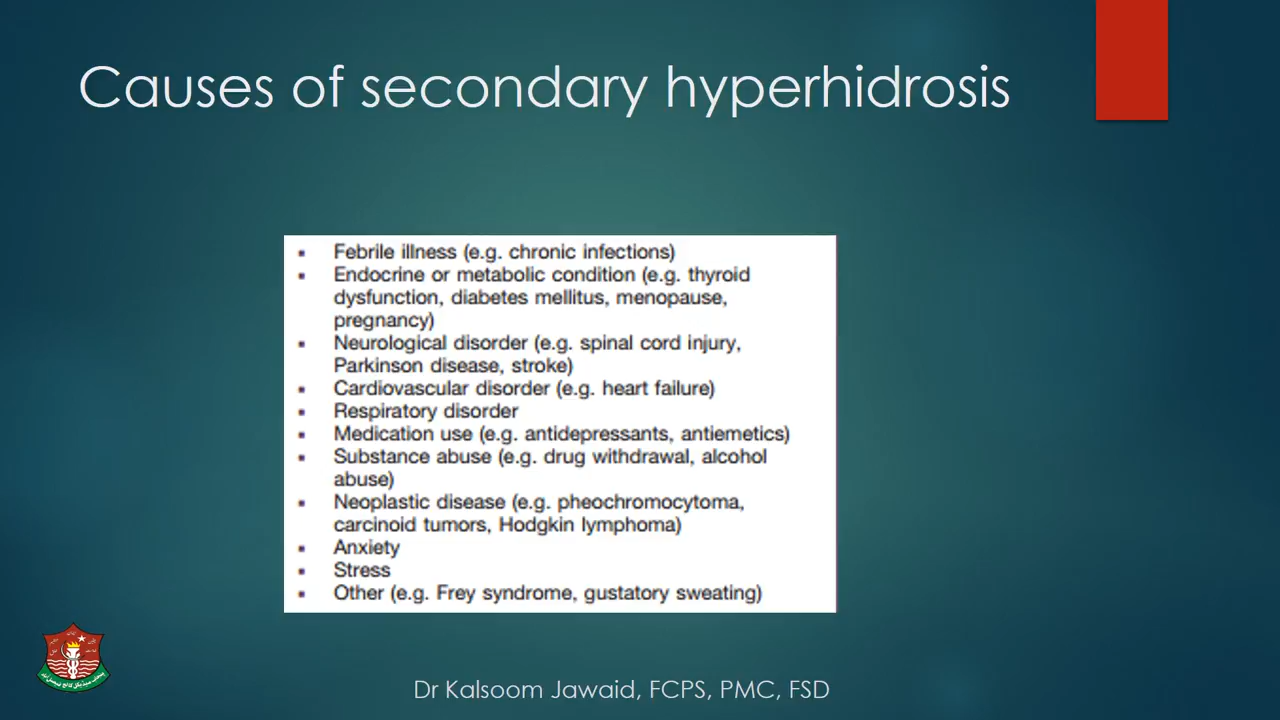 Causes of secondary hyperhidrosis
▪ Febrile illness (e.g. chronic infections)
▪ Endocrine or metabolic condition (e.g. thyroid
dysfunction, diabetes mellitus, menopause,
pregnancy)
▪ Neurological disorder (e.g. spinal cord injury,
Parkinson disease, stroke)
▪ Cardiovascular disorder (e.g. heart failure)
▪ Respiratory disorder
▪ Medication use (e.g. antidepressants, antiemetics)
▪ Substance abuse (e.g. drug withdrawal, alcohol
abuse)
▪ Neoplastic disease (e.g. pheochromocytoma,
carcinoid tumors, Hodgkin lymphoma)
▪ Anxiety
▪ Stress
▪ Other (e.g. Frey syndrome, gustatory sweating)
Dr Kalsoom Jawaid, FCPS, PMC, FSD